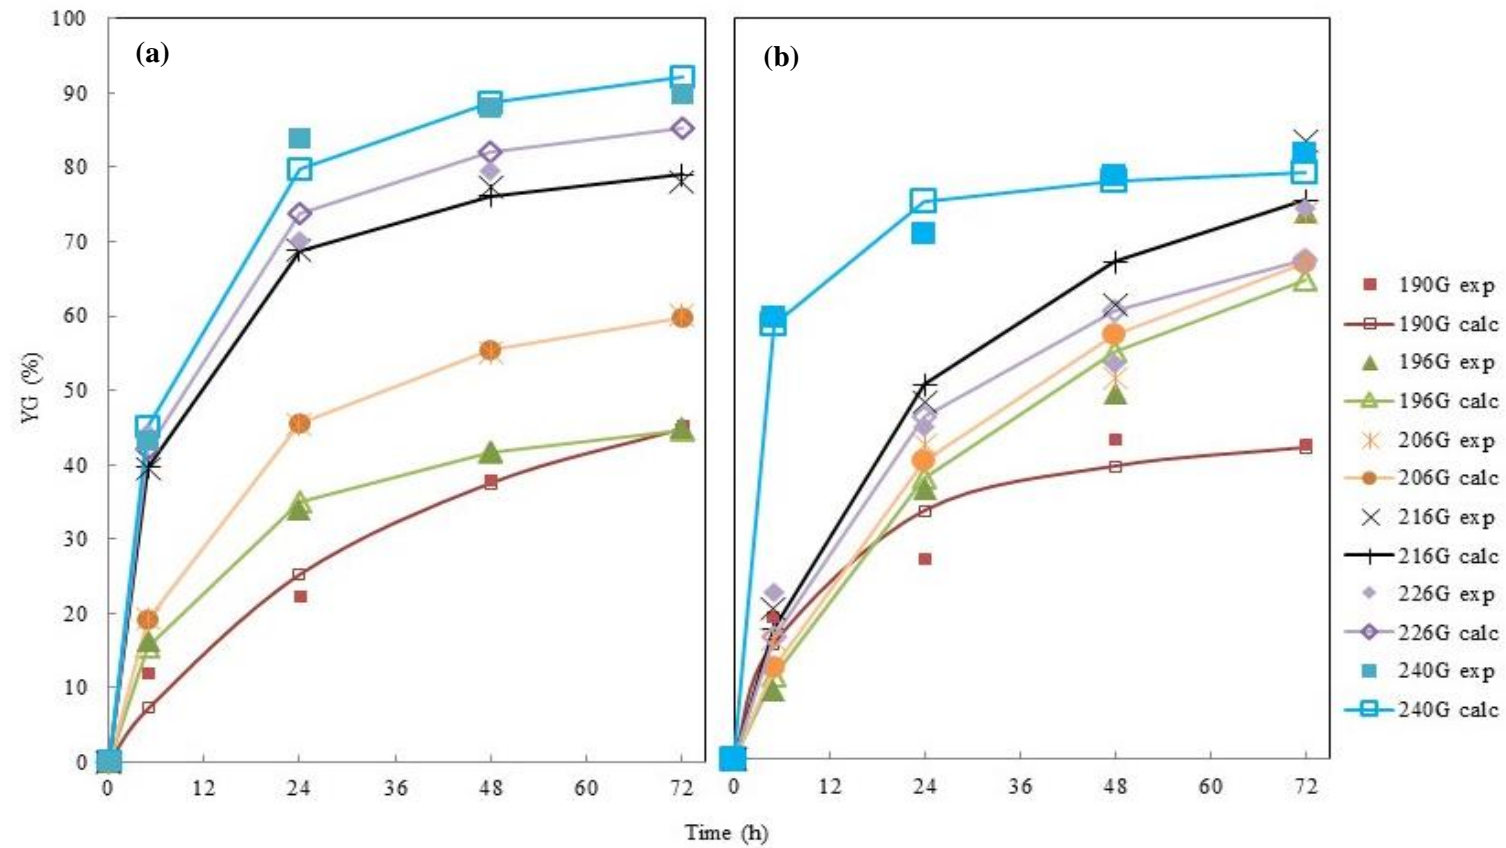 100
90
80
70
60
50
40
30
20
10
0
YG (%)
(a)
(b)
0 12 24 36 48 60 72
0 12 24 36 48 60 72
Time (h)
190G exp
190G calc
196G exp
196G calc
206G exp
206G calc
216G exp
216G calc
226G exp
226G calc
240G exp
240G calc